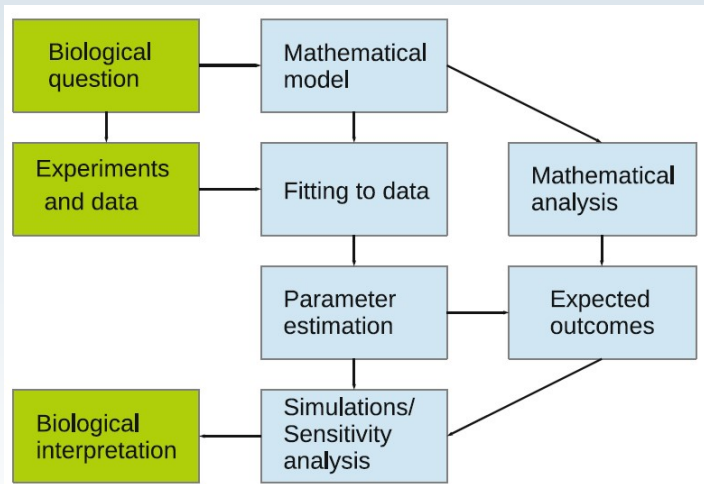 Biological
question
Mathematical
model
Experiments
and data
Fitting to data
Mathematical
analysis
Parameter
estimation
Expected
outcomes
Biological
interpretation
Simulations/
Sensitivity
analysis